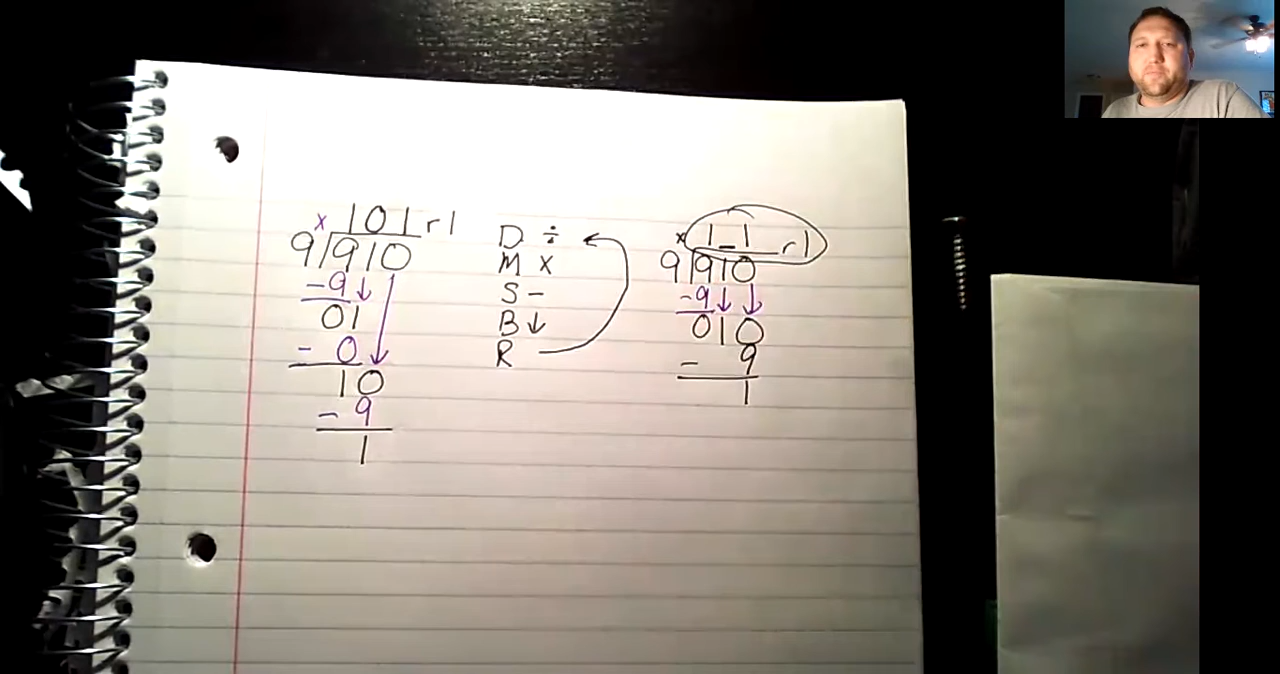 x 101 r1
9 910
-9↓
01
- 0
10
- 9
1
D ÷
M x
S -
B ↓
R
x 1_1 r1
9 910
-9↓↓
010
- 9
1